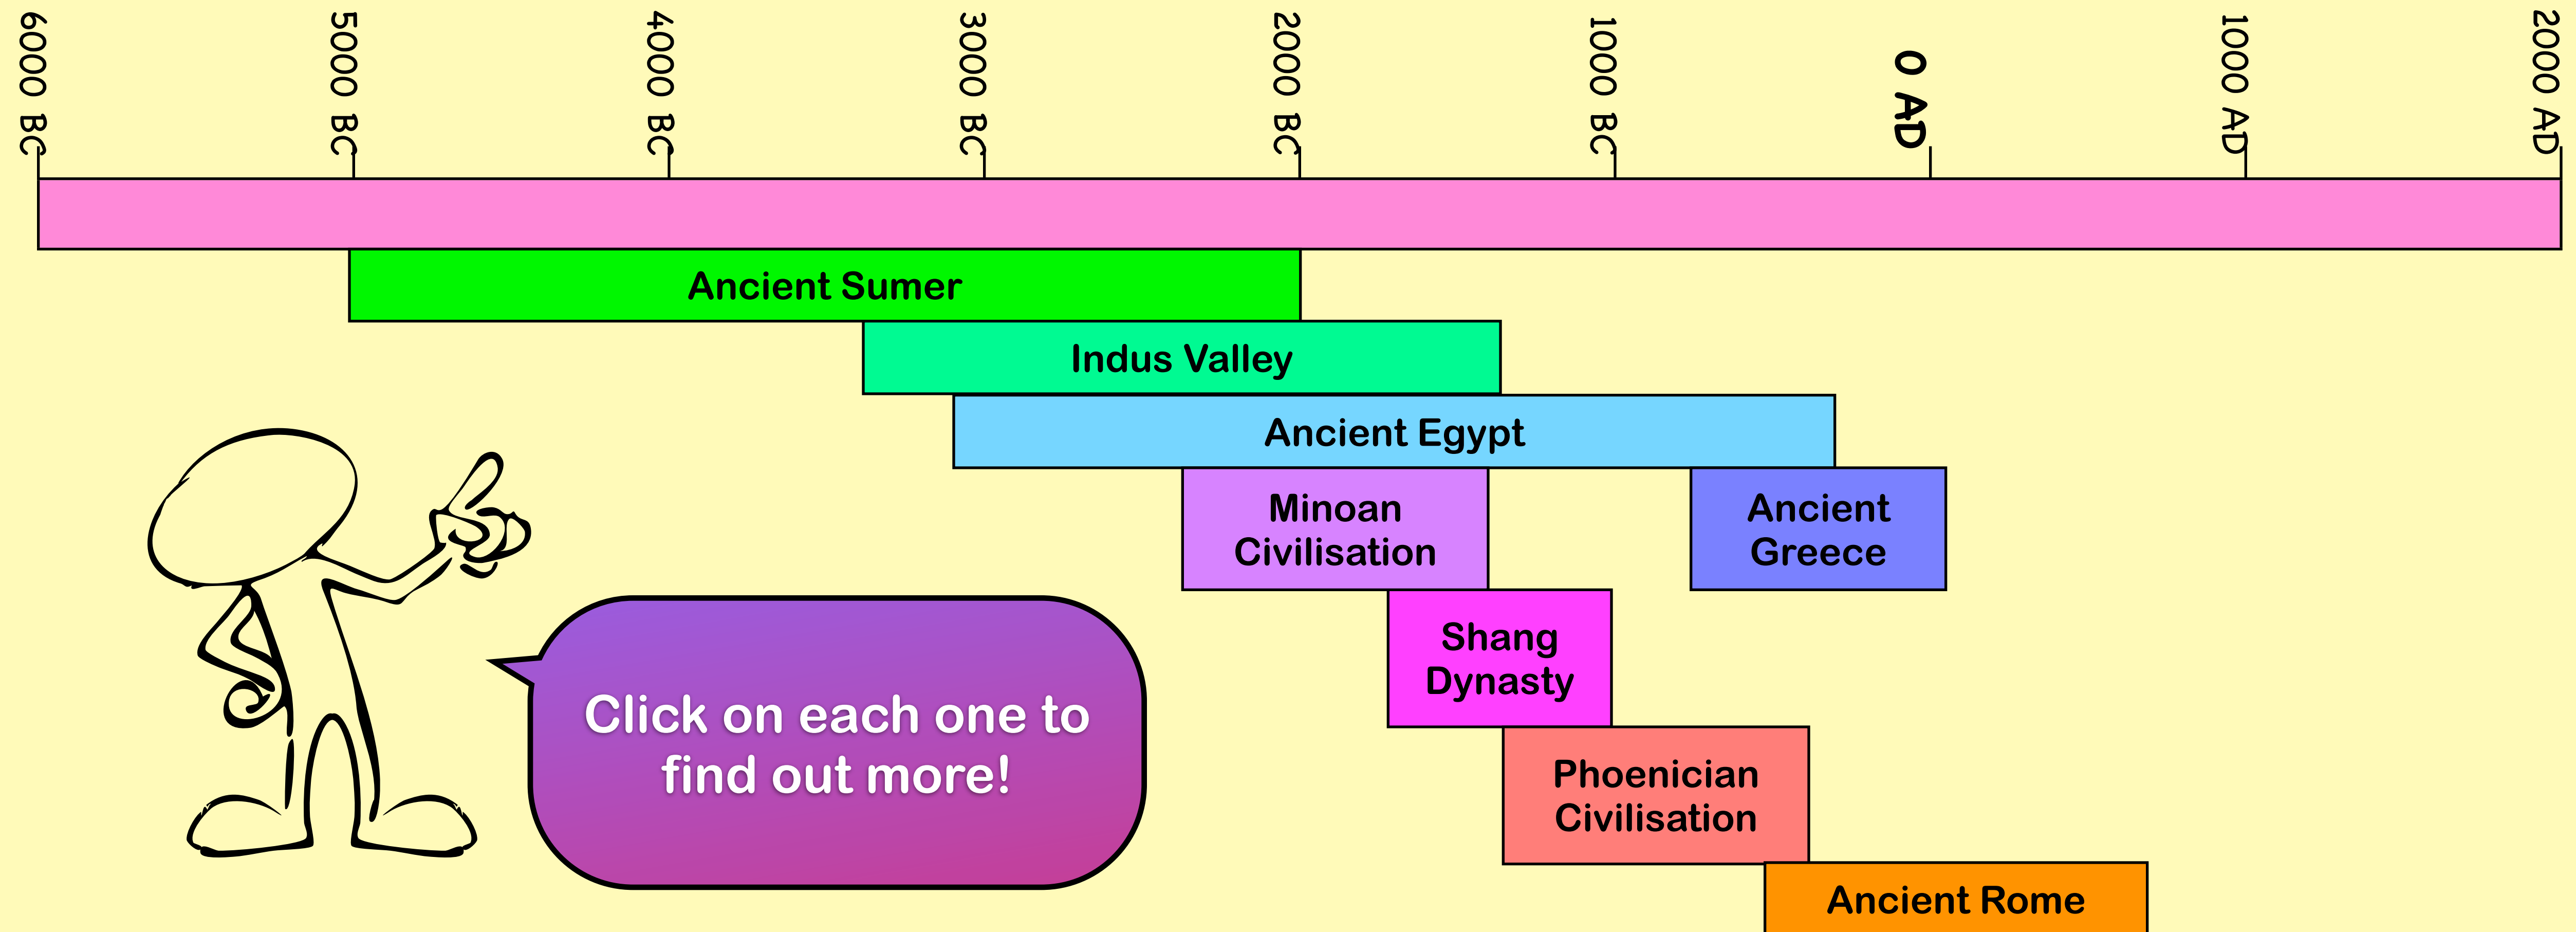 6000 BC
5000 BC
4000 BC
3000 BC
2000 BC
1000 BC
0 AD
1000 AD
2000 AD
Ancient Sumer
Indus Valley
Ancient Egypt
Minoan
Civilisation
Ancient
Greece
Shang
Dynasty
Phoenician
Civilisation
Ancient Rome
Click on each one to
find out more!